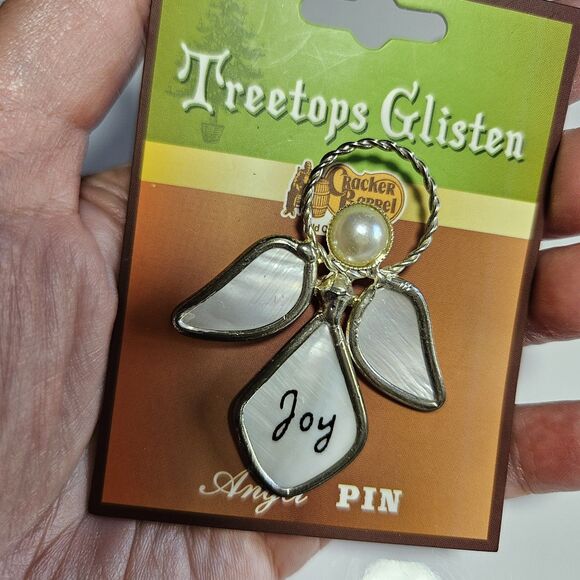 Treetops Glisten
Cracker
Barrel
Joy
Angel PIN